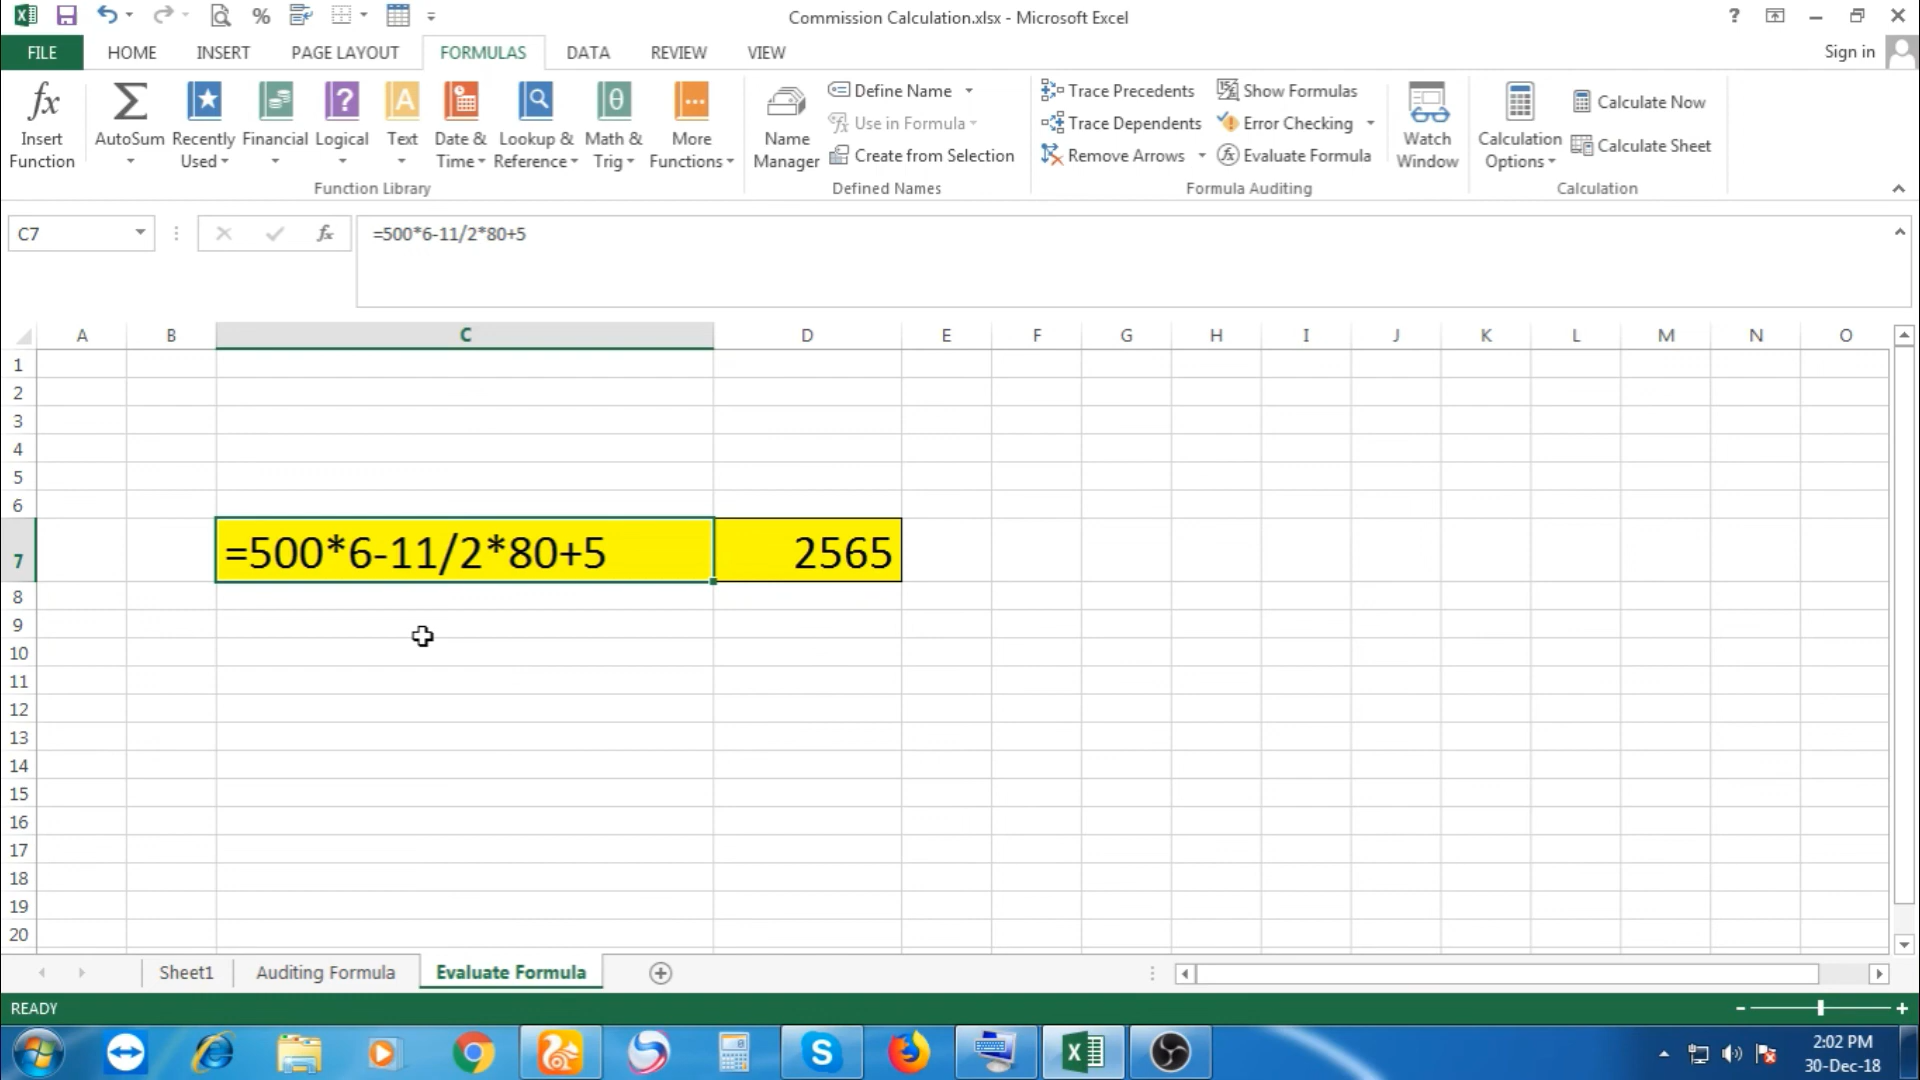 Commission Calculation.xlsx - Microsoft Excel
FILE HOME INSERT PAGE LAYOUT FORMULAS DATA REVIEW VIEW Sign in
Insert Function
AutoSum
Recently Used
Financial
Logical
Text
Date & Time
Lookup & Reference
Math & Trig
More Functions
Function Library
Name Manager
Define Name
Use in Formula
Create from Selection
Defined Names
Trace Precedents
Trace Dependents
Remove Arrows
Show Formulas
Error Checking
Evaluate Formula
Formula Auditing
Watch Window
Calculation Options
Calculate Now
Calculate Sheet
Calculation
C7 fx =500*6-11/2*80+5
A B C D E F G H I J K L M N O
1
2
3
4
5
6
7 =500*6-11/2*80+5 2565
8
9
10
11
12
13
14
15
16
17
18
19
20
Sheet1 Auditing Formula Evaluate Formula
READY
2:02 PM
30-Dec-18